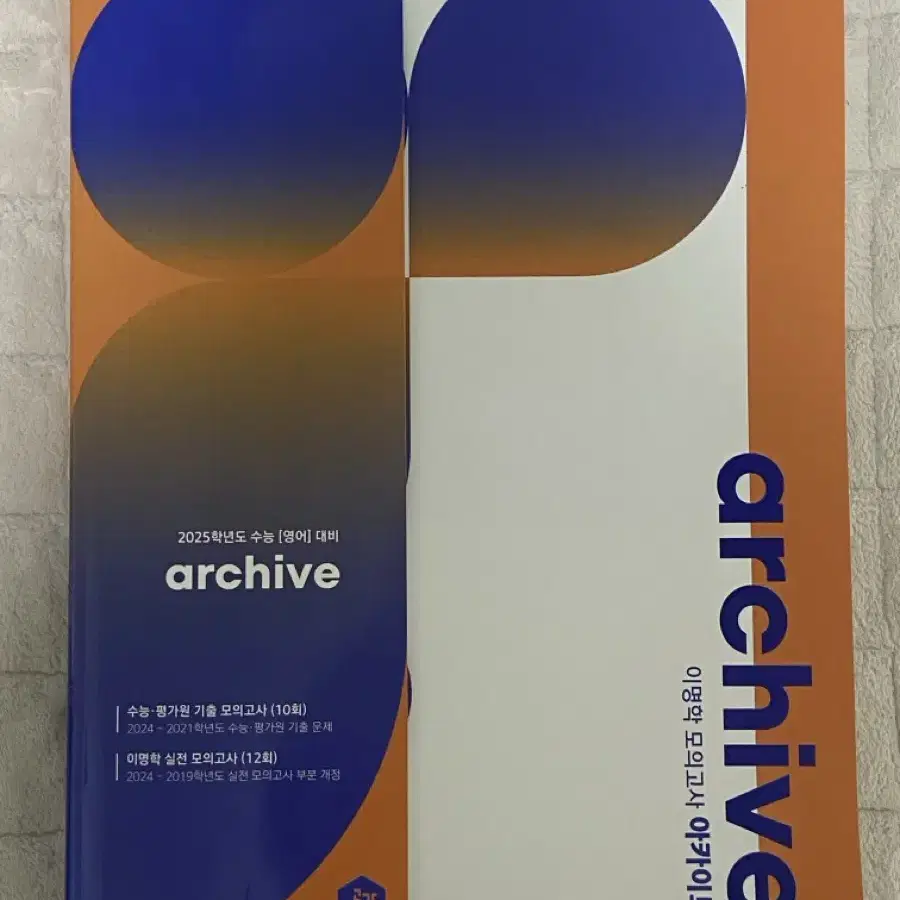 2025학년도 수능 [영어] 대비
archive
수능·평가원 기출 모의고사 (10회)
2024 ~ 2021학년도 수능·평가원 기출 문제
이명학 실전 모의고사 (12회)
2024 ~ 2019학년도 실전 모의고사 부분 개정
archive
이명학 모의고사 아카이